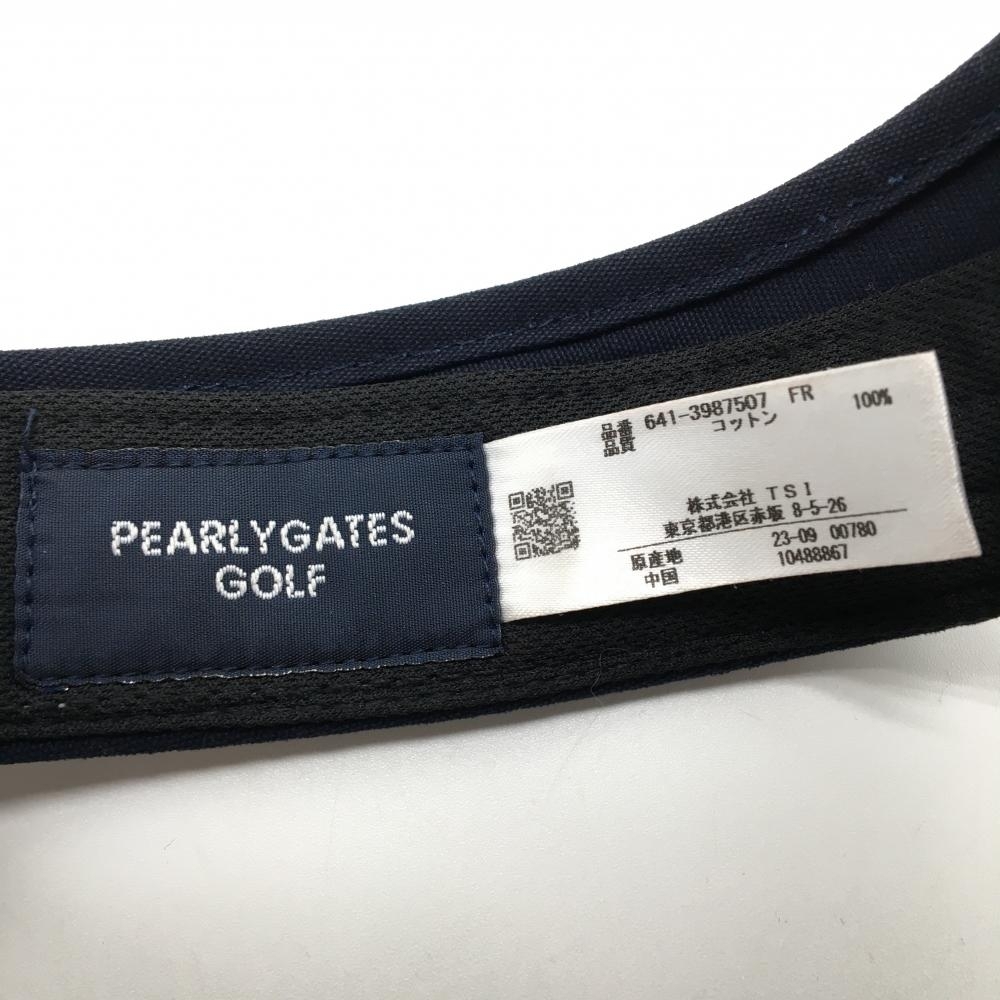 PEARLYGATES
GOLF
品番 641-3987507 FR
品質 コットン 100%
株式会社 TSI
東京都港区赤坂 8-5-26
23-09 00780
原産地 10488867
中国